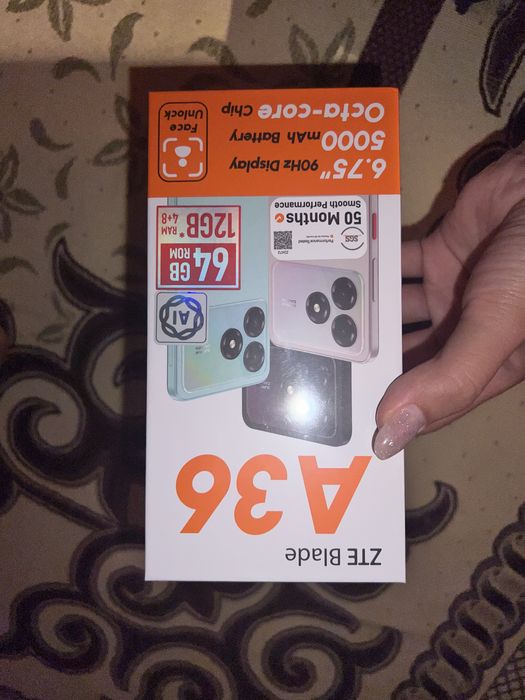 ZTE Blade
A36
AI
64 GB
ROM
12GB*
RAM 4+8
SGS
50 Months
Smooth Performance
6.75" 90Hz Display
5000 mAh Battery
Octa-core Chip
Face
Unlock